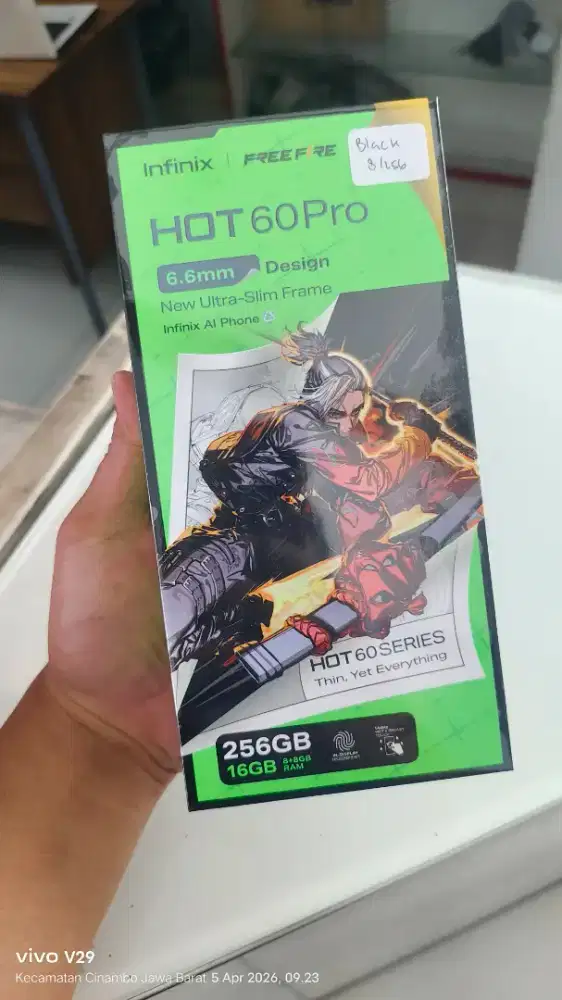 Infinix | FREE FIRE
Black
8/256
HOT 60 Pro
6.6mm Design
New Ultra-Slim Frame
Infinix AI Phone
HOT 60 SERIES
Thin, Yet Everything
256GB
16GB 8+8GB
RAM
vivo V29
Kecamatan Cinambo Jawa Barat 5 Apr 2026, 09.23